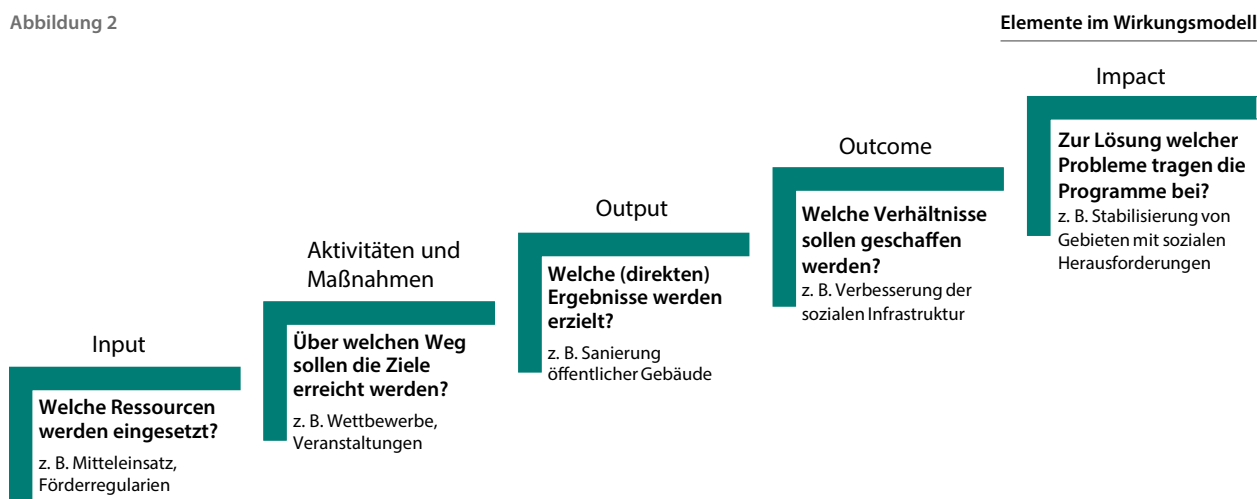 Abbildung 2
Elemente im Wirkungsmodell
Input
Welche Ressourcen
werden eingesetzt?
z. B. Mitteleinsatz,
Förderregularien
Aktivitäten und
Maßnahmen
Über welchen Weg
sollen die Ziele
erreicht werden?
z. B. Wettbewerbe,
Veranstaltungen
Output
Welche (direkten)
Ergebnisse werden
erzielt?
z. B. Sanierung
öffentlicher Gebäude
Outcome
Welche Verhältnisse
sollen geschaffen
werden?
z. B. Verbesserung der
sozialen Infrastruktur
Impact
Zur Lösung welcher
Probleme tragen die
Programme bei?
z. B. Stabilisierung von
Gebieten mit sozialen
Herausforderungen